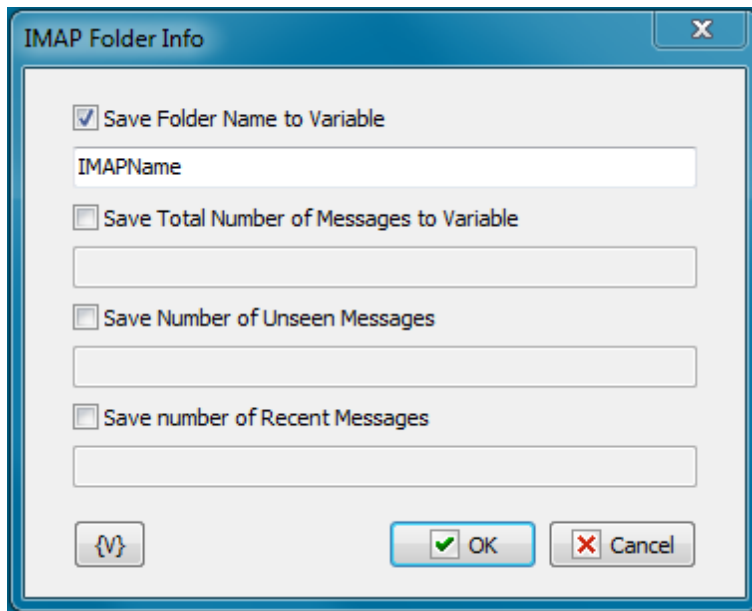 IMAP Folder Info
Save Folder Name to Variable
IMAPName
Save Total Number of Messages to Variable
Save Number of Unseen Messages
Save number of Recent Messages
{V} OK Cancel